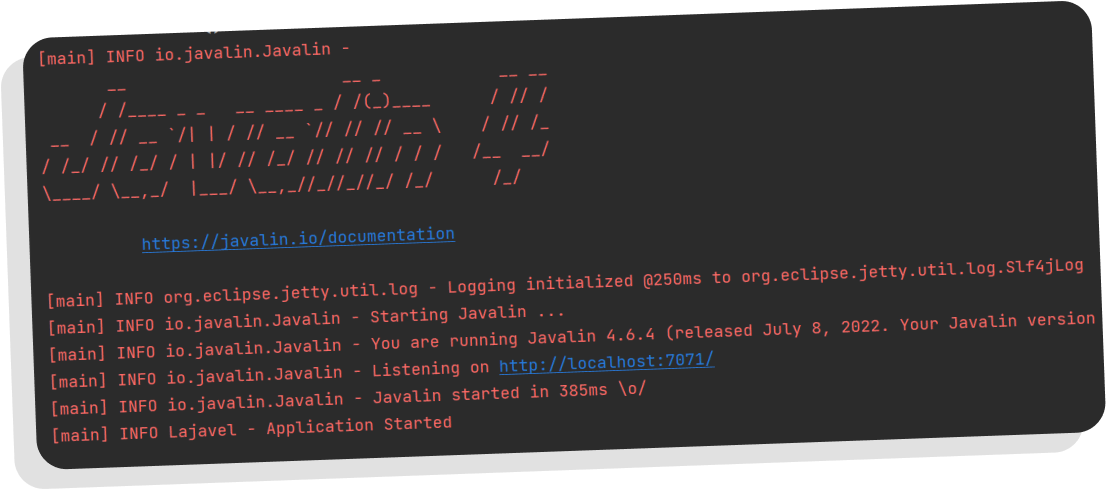 [main] INFO io.javalin.Javalin -
       __                      __ _            __ __
      / /____ _ _   __ ____ _ / /(_)____      / // /
 __  / // __ `/| | / // __ `// // // __ \    / // /_
/ /_/ // /_/ / | |/ // /_/ // // // / / /   /__  __/
\____/ \__,_/  |___/ \__,_//_//_//_/ /_/      /_/
https://javalin.io/documentation
[main] INFO org.eclipse.jetty.util.log - Logging initialized @250ms to org.eclipse.jetty.util.log.Slf4jLog
[main] INFO io.javalin.Javalin - Starting Javalin ...
[main] INFO io.javalin.Javalin - You are running Javalin 4.6.4 (released July 8, 2022. Your Javalin version
[main] INFO io.javalin.Javalin - Listening on http://localhost:7071/
[main] INFO io.javalin.Javalin - Javalin started in 385ms \o/
[main] INFO Lajavel - Application Started